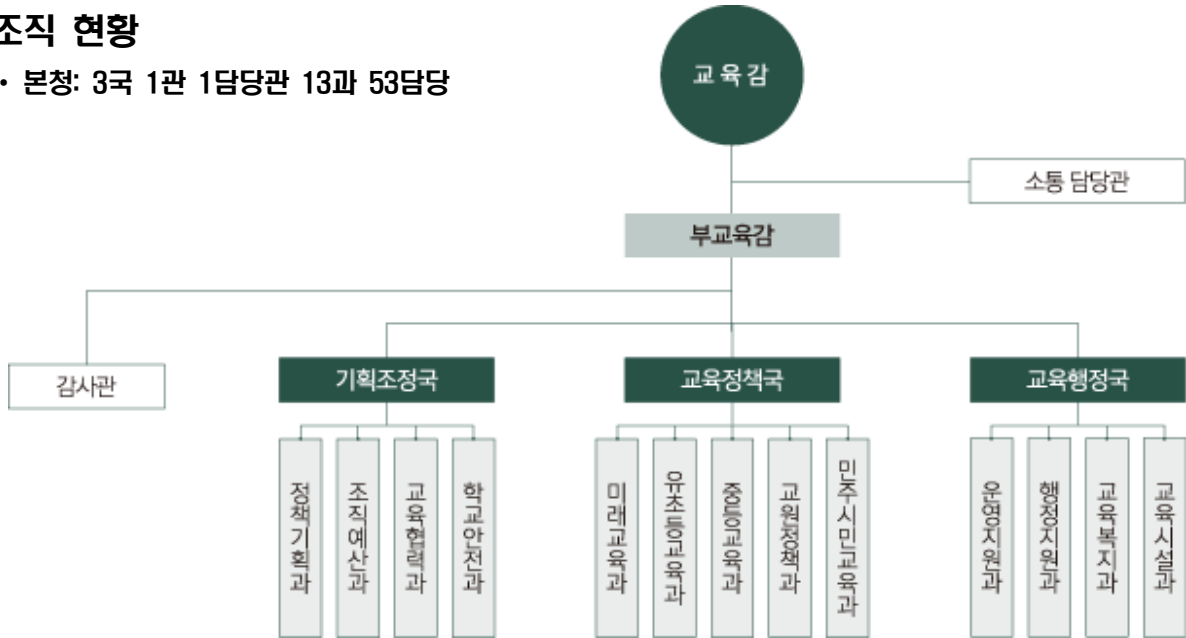 조직 현황
• 본청: 3국 1관 1담당관 13과 53담당
교육감
소통 담당관
부교육감
감사관
기획조정국
교육정책국
교육행정국
정책기획과
조직예산과
교육협력과
학교안전과
미래교육과
유초등교육과
중등교육과
교원정책과
민주시민교육과
운영지원과
행정지원과
교육복지과
교육시설과